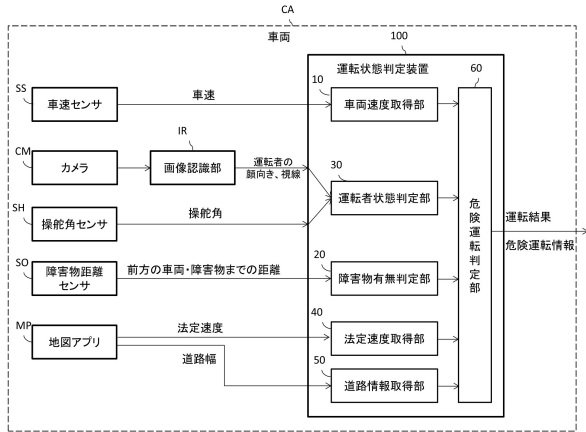 CA
車両
100
運転状態判定装置
60
SS
車速センサ
車速
10
車両速度取得部
CM
カメラ
IR
画像認識部
運転者の
顔向き、視線
30
運転者状態判定部
SH
操舵角センサ
操舵角
危険運転判定部
運転結果
危険運転情報
SO
障害物距離
センサ
前方の車両・障害物までの距離
20
障害物有無判定部
MP
地図アプリ
法定速度
40
法定速度取得部
道路幅
50
道路情報取得部